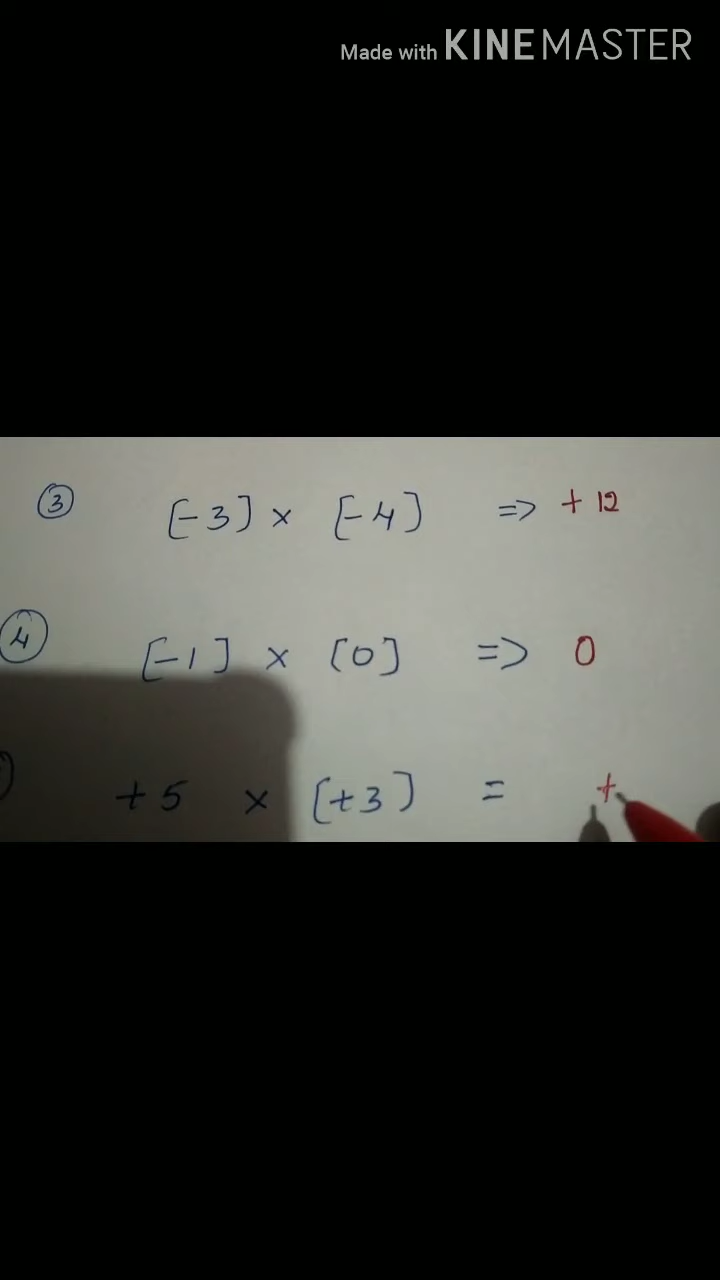 Made with KINEMASTER
③ [-3] × [-4] => + 12
④ [-1] × [0] => 0
+5 × [+3] = +